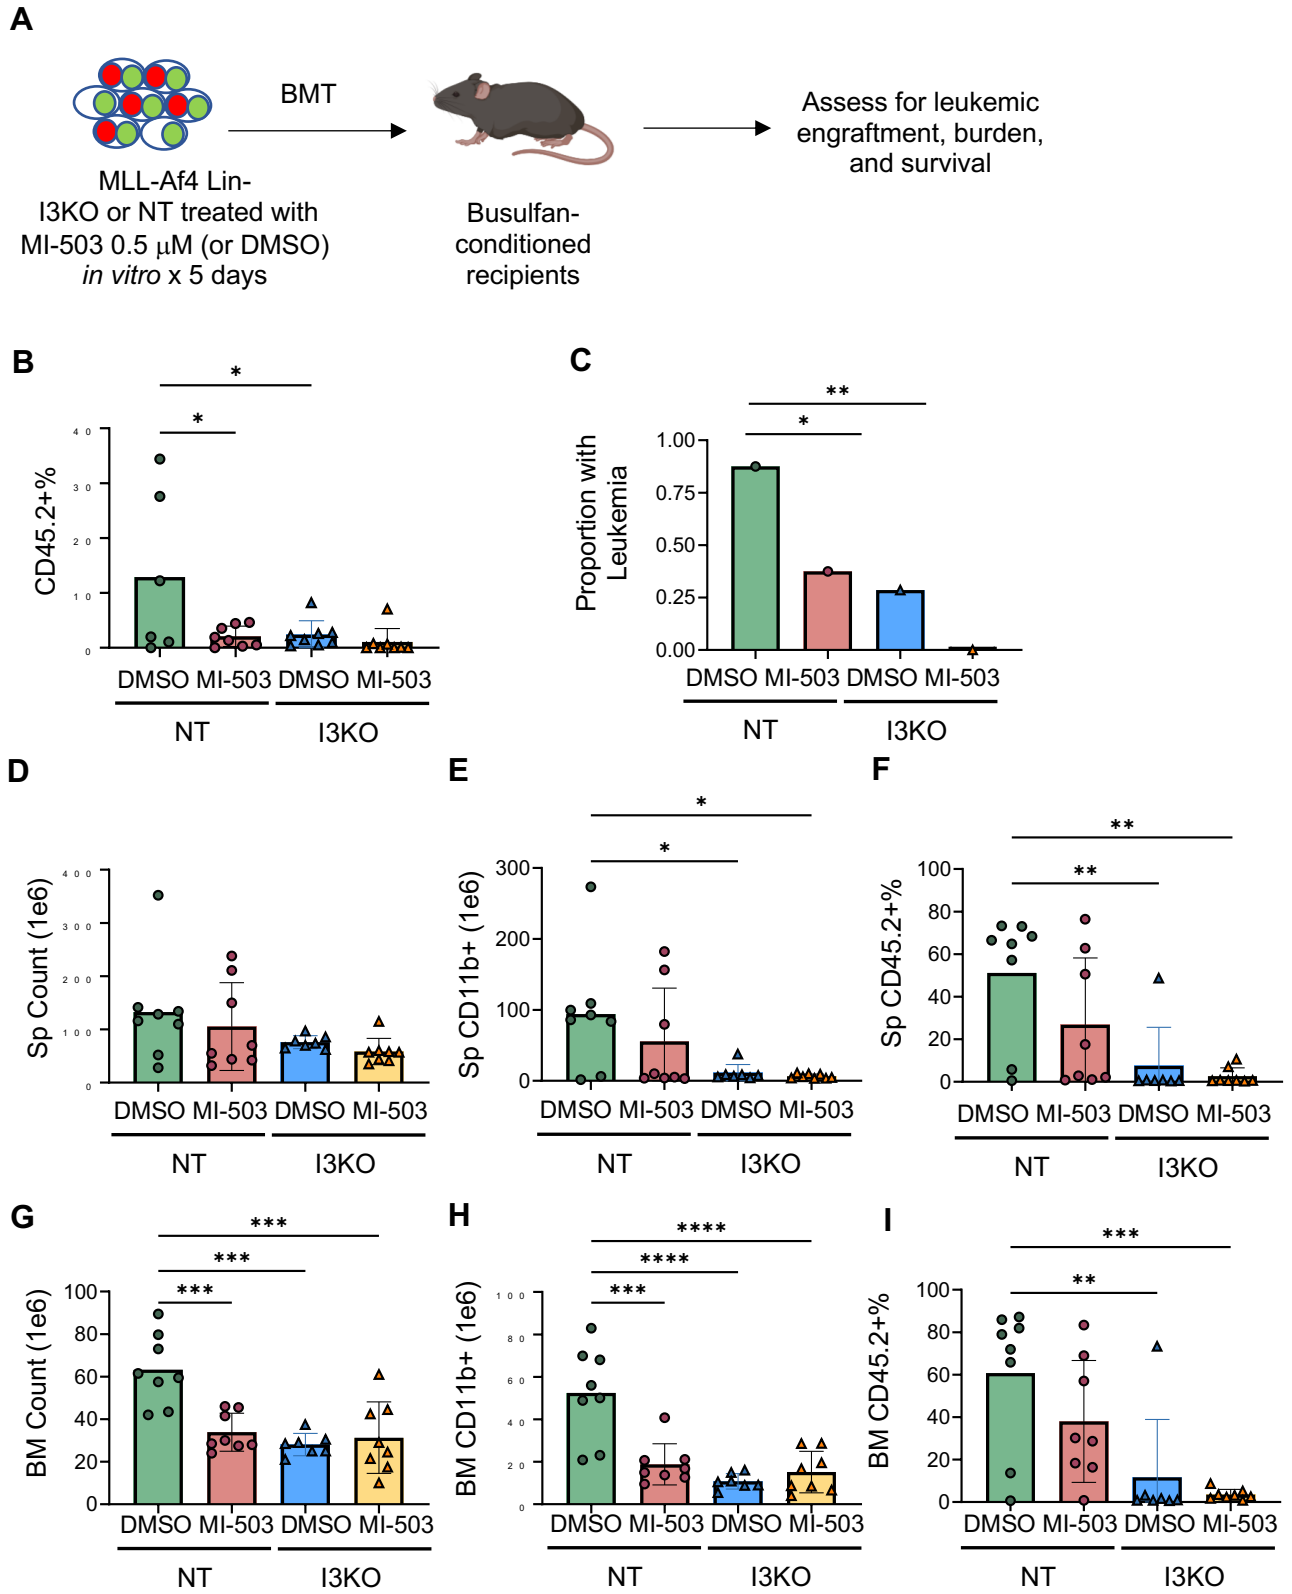 A
BMT
MLL-Af4 Lin-
I3KO or NT treated with
MI-503 0.5 μM (or DMSO)
in vitro x 5 days
Busulfan-
conditioned
recipients
Assess for leukemic
engraftment, burden,
and survival
B
*
*
CD45.2+%
40
30
20
10
0
DMSO MI-503 DMSO MI-503
NT I3KO
C
**
*
Proportion with
Leukemia
1.00
0.75
0.50
0.25
0.00
DMSO MI-503 DMSO MI-503
NT I3KO
D
Sp Count (1e6)
400
300
200
100
0
DMSO MI-503 DMSO MI-503
NT I3KO
E
*
*
Sp CD11b+ (1e6)
300
200
100
0
DMSO MI-503 DMSO MI-503
NT I3KO
F
**
**
Sp CD45.2+%
100
80
60
40
20
0
DMSO MI-503 DMSO MI-503
NT I3KO
G
***
***
***
BM Count (1e6)
100
80
60
40
20
0
DMSO MI-503 DMSO MI-503
NT I3KO
H
****
****
***
BM CD11b+ (1e6)
100
80
60
40
20
0
DMSO MI-503 DMSO MI-503
NT I3KO
I
***
**
BM CD45.2+%
100
80
60
40
20
0
DMSO MI-503 DMSO MI-503
NT I3KO